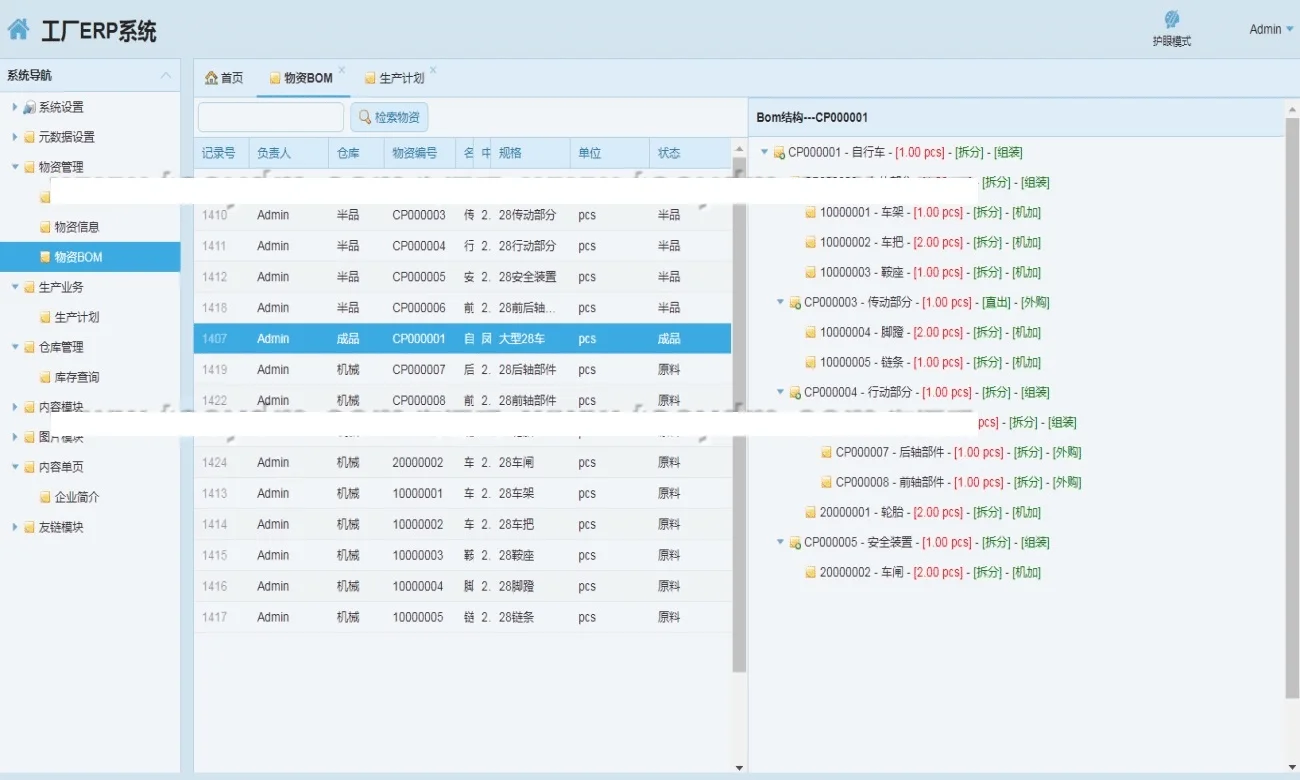 工厂ERP系统
护眼模式
Admin
系统导航
系统设置
元数据设置
物资管理
物资信息
物资BOM
生产业务
生产计划
仓库管理
库存查询
内容模块
图片模块
内容单页
企业简介
友链模块
首页 物资BOM 生产计划
检索物资
记录号 负责人 仓库 物资编号 名 中 规格 单位 状态
1410 Admin 半品 CP000003 传 2. 28传动部分 pcs 半品
1411 Admin 半品 CP000004 行 2. 28行动部分 pcs 半品
1412 Admin 半品 CP000005 安 2. 28安全装置 pcs 半品
1418 Admin 半品 CP000006 前 2. 28前后轴... pcs 半品
1407 Admin 成品 CP000001 自 凤 大型28车 pcs 成品
1419 Admin 机械 CP000007 后 2. 28后轴部件 pcs 原料
1422 Admin 机械 CP000008 前 2. 28前轴部件 pcs 原料
1424 Admin 机械 20000002 车 2. 28车闸 pcs 原料
1413 Admin 机械 10000001 车 2. 28车架 pcs 原料
1414 Admin 机械 10000002 车 2. 28车把 pcs 原料
1415 Admin 机械 10000003 鞍 2. 28鞍座 pcs 原料
1416 Admin 机械 10000004 脚 2. 28脚蹬 pcs 原料
1417 Admin 机械 10000005 链 2. 28链条 pcs 原料
Bom结构---CP000001
CP000001 - 自行车 - [1.00 pcs] - [拆分] - [组装]
[拆分] - [组装]
10000001 - 车架 - [1.00 pcs] - [拆分] - [机加]
10000002 - 车把 - [2.00 pcs] - [拆分] - [机加]
10000003 - 鞍座 - [1.00 pcs] - [拆分] - [机加]
CP000003 - 传动部分 - [1.00 pcs] - [直出] - [外购]
10000004 - 脚蹬 - [2.00 pcs] - [拆分] - [机加]
10000005 - 链条 - [1.00 pcs] - [拆分] - [机加]
CP000004 - 行动部分 - [1.00 pcs] - [拆分] - [组装]
pcs] - [拆分] - [组装]
CP000007 - 后轴部件 - [1.00 pcs] - [拆分] - [外购]
CP000008 - 前轴部件 - [1.00 pcs] - [拆分] - [外购]
20000001 - 轮胎 - [2.00 pcs] - [拆分] - [机加]
CP000005 - 安全装置 - [1.00 pcs] - [拆分] - [组装]
20000002 - 车闸 - [2.00 pcs] - [拆分] - [机加]